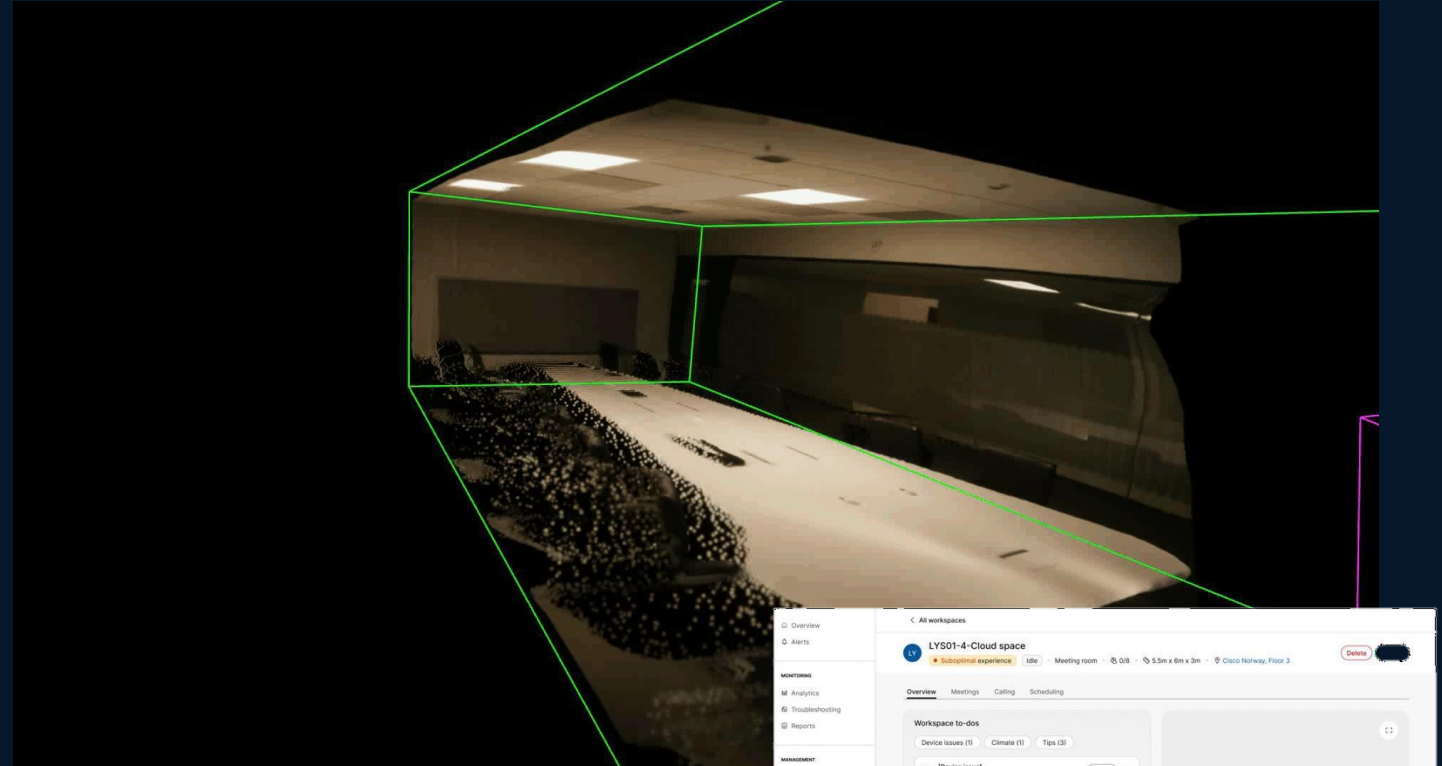 Overview
Alerts
MONITORING
Analytics
Troubleshooting
Reports
MANAGEMENT
All workspaces
LY
LYS01-4-Cloud space
Suboptimal experience Idle · Meeting room · 0/8 · 5.5m x 6m x 3m · Cisco Norway, Floor 3
Delete
Overview Meetings Calling Scheduling
Workspace to-dos
Device issues (1) Climate (1) Tips (3)